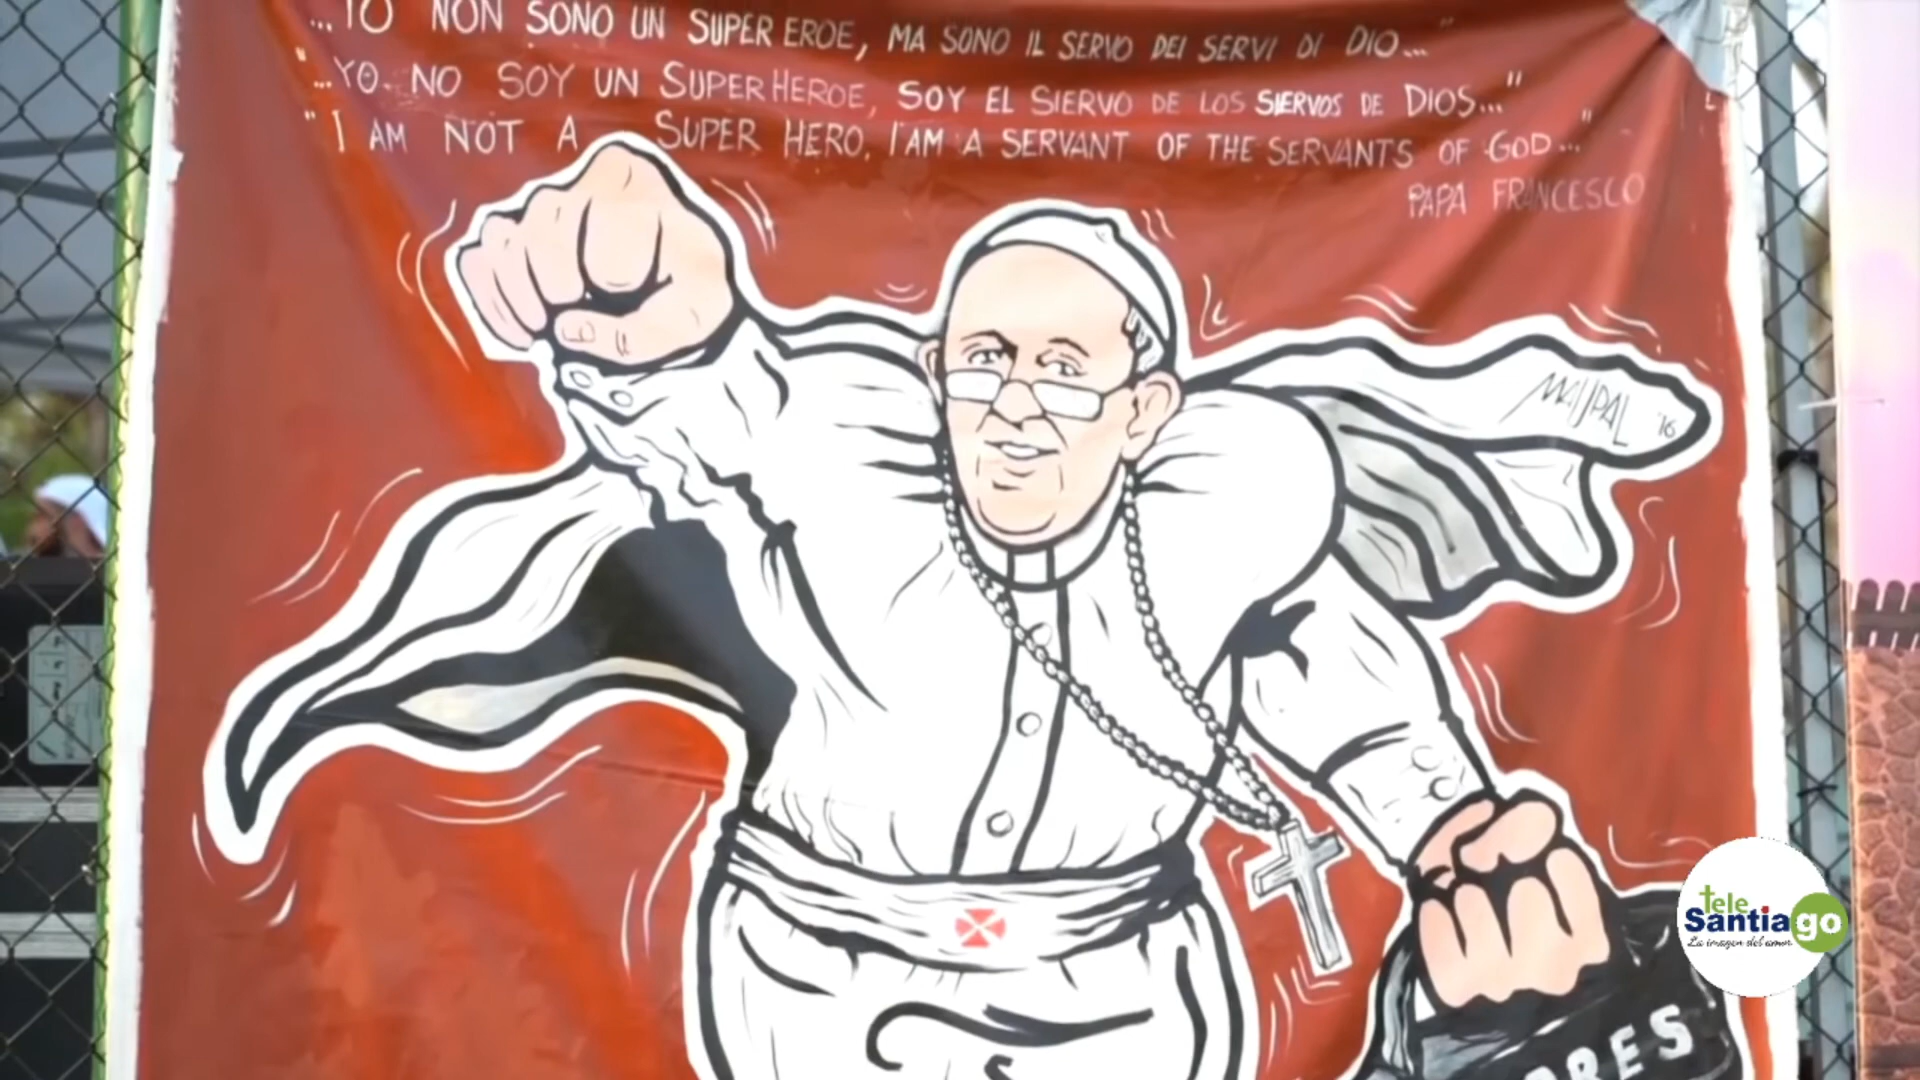 "...IO NON SONO UN SUPER EROE, MA SONO IL SERVO DEI SERVI DI DIO..."
"...YO NO SOY UN SUPERHEROE, SOY EL SIERVO DE LOS SIERVOS DE DIOS..."
"I AM NOT A SUPER HERO, I AM A SERVANT OF THE SERVANTS OF GOD..."
PAPA FRANCESCO
MAUPAL '16
tele
Santiago
La imagen del amor
ORES
S